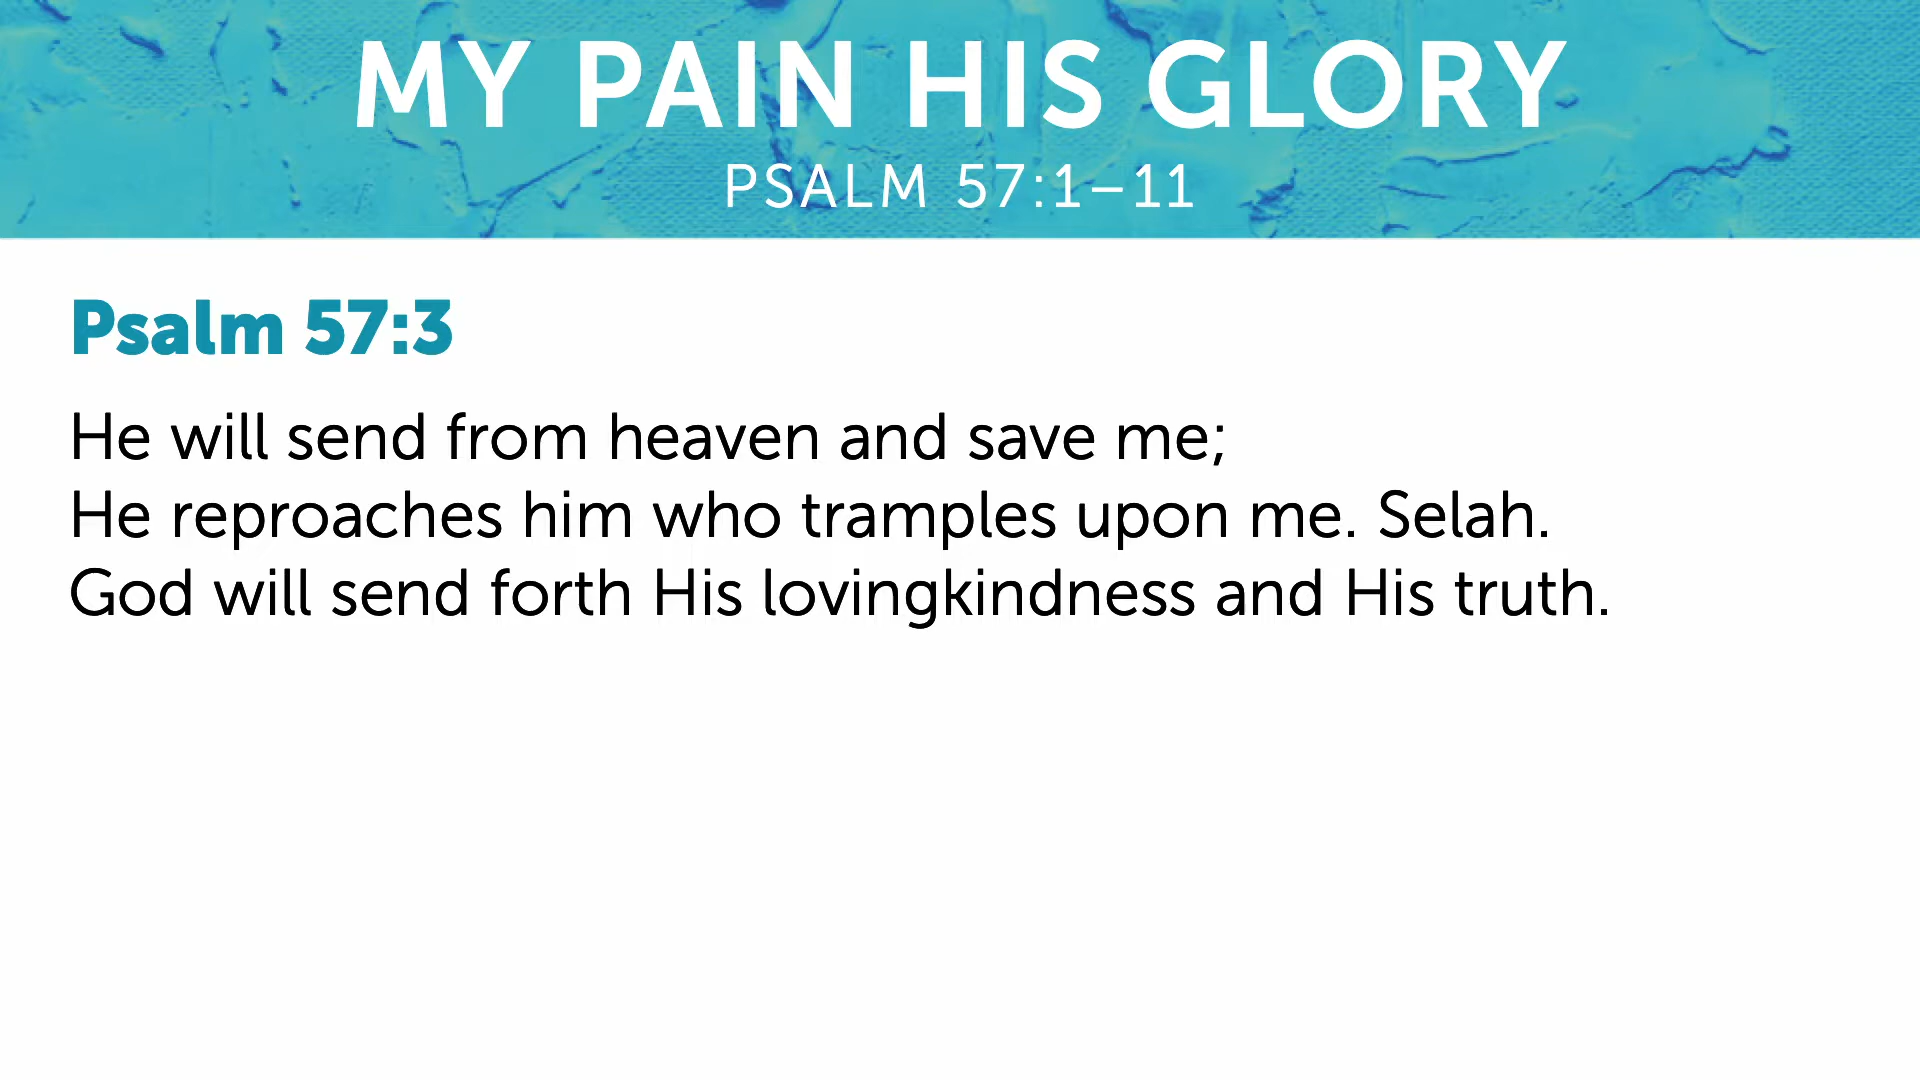 MY PAIN HIS GLORY
PSALM 57:1–11
Psalm 57:3
He will send from heaven and save me;
He reproaches him who tramples upon me. Selah.
God will send forth His lovingkindness and His truth.